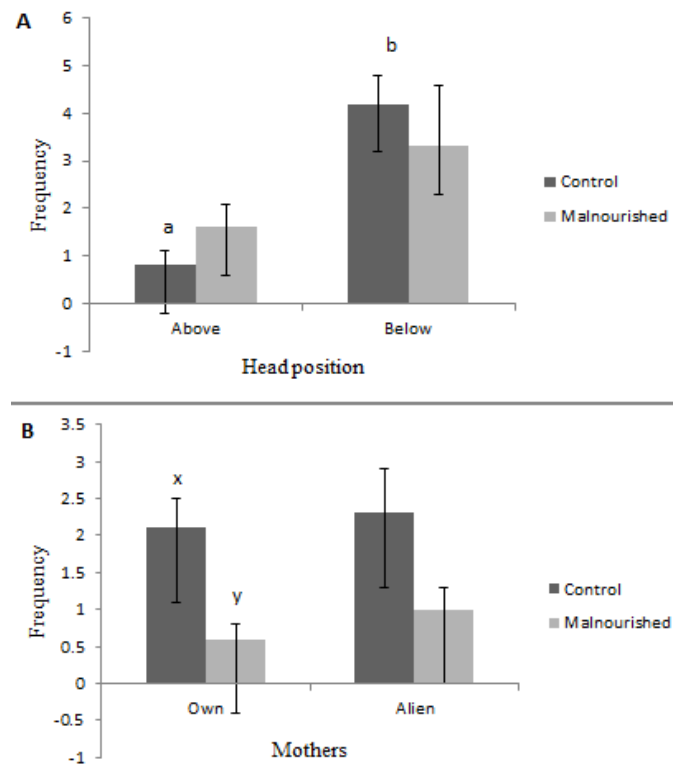 A
6
5
4
3
2
1
0
-1
Frequency
a
b
Above
Below
Head position
Control
Malnourished
B
3.5
3
2.5
2
1.5
1
0.5
0
-0.5
-1
Frequency
x
y
Own
Alien
Mothers
Control
Malnourished